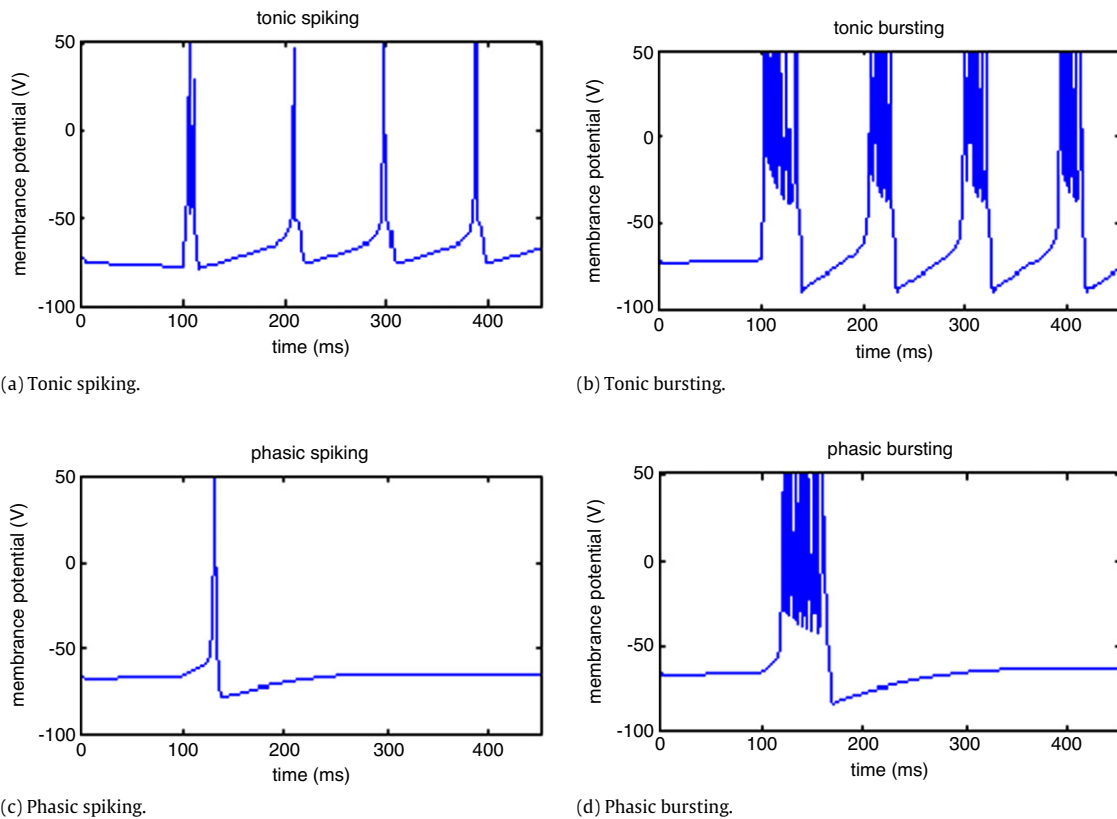 tonic spiking
membrance potential (V)
50
0
-50
-100
0 100 200 300 400
time (ms)
(a) Tonic spiking.
tonic bursting
membrance potential (V)
50
0
-50
-100
0 100 200 300 400
time (ms)
(b) Tonic bursting.
phasic spiking
membrance potential (V)
50
0
-50
-100
0 100 200 300 400
time (ms)
(c) Phasic spiking.
phasic bursting
membrance potential (V)
50
0
-50
-100
0 100 200 300 400
time (ms)
(d) Phasic bursting.